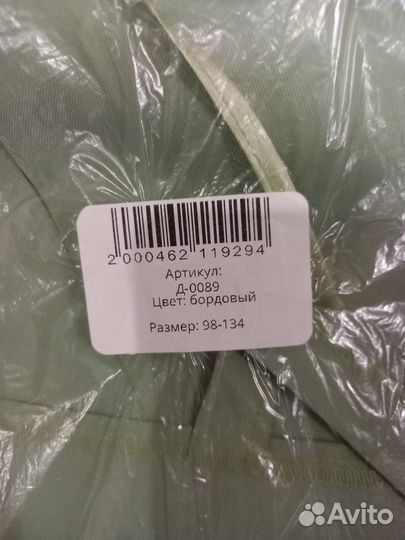 2 000462 119294
Артикул:
Д-0089
Цвет: бордовый
Размер: 98-134
Avito